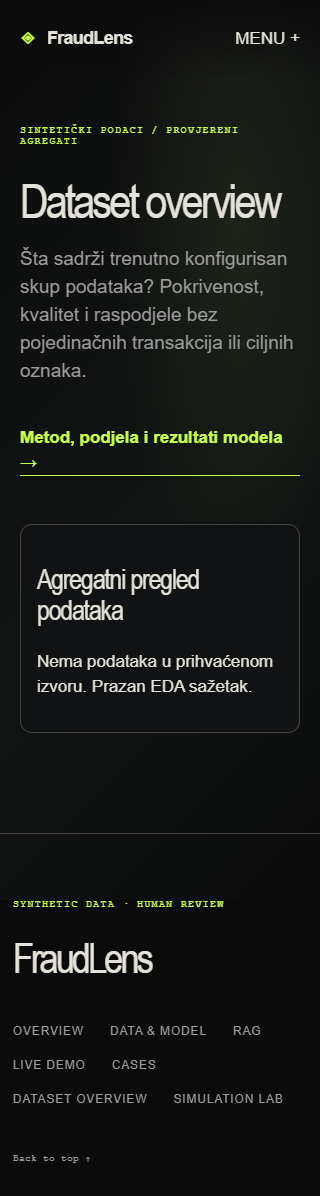 FraudLens
MENU +
SINTETIČKI PODACI / PROVJERENI
AGREGATI
Dataset overview
Šta sadrži trenutno konfigurisan
skup podataka? Pokrivenost,
kvalitet i raspodjele bez
pojedinačnih transakcija ili ciljnih
oznaka.
Metod, podjela i rezultati modela
→
Agregatni pregled
podataka
Nema podataka u prihvaćenom
izvoru. Prazan EDA sažetak.
SYNTHETIC DATA · HUMAN REVIEW
FraudLens
OVERVIEW DATA & MODEL RAG
LIVE DEMO CASES
DATASET OVERVIEW SIMULATION LAB
Back to top ↑